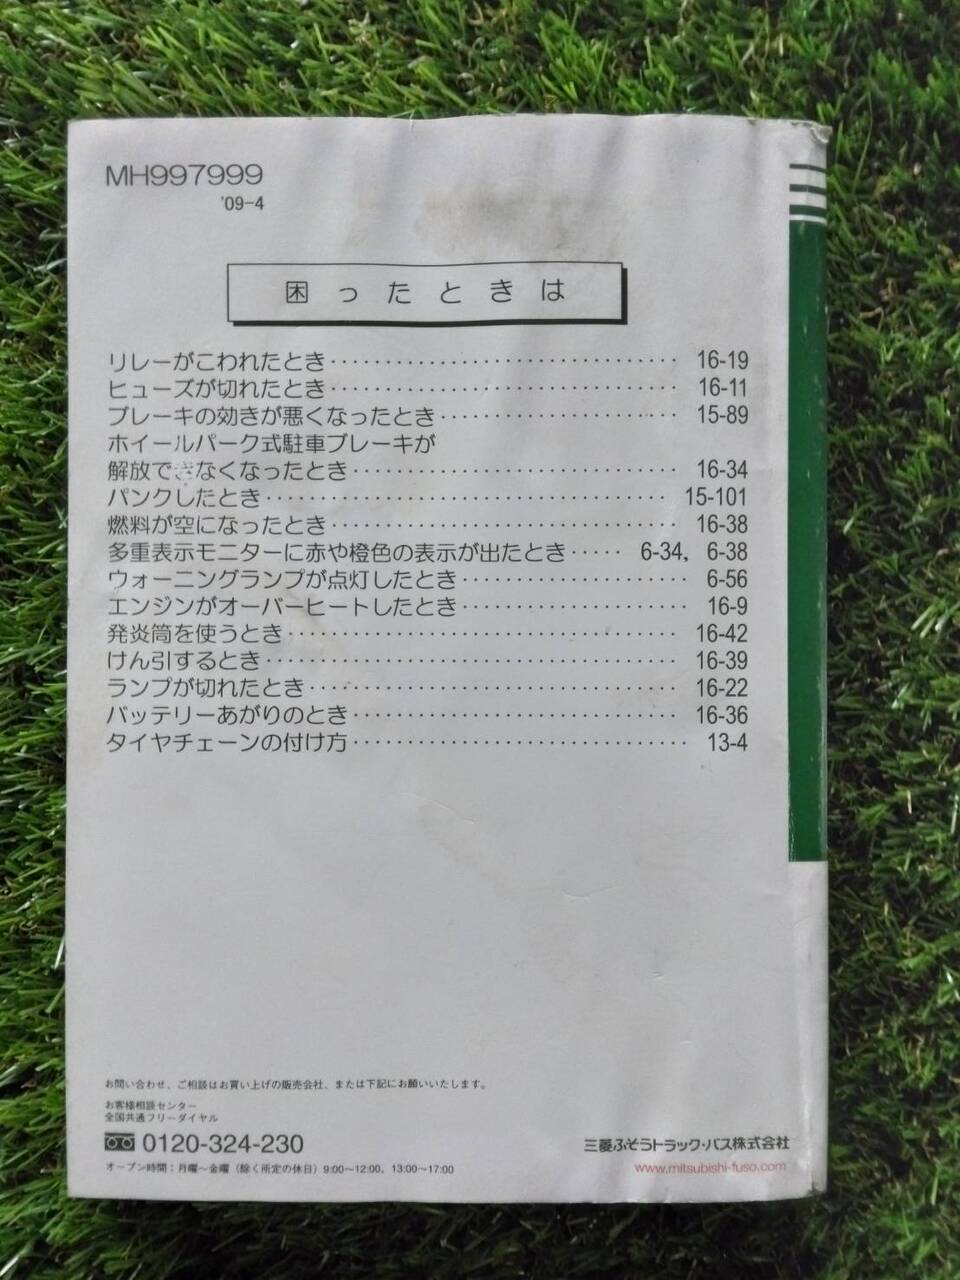 MH997999
'09-4
困ったときは
リレーがこわれたとき 16-19
ヒューズが切れたとき 16-11
ブレーキの効きが悪くなったとき 15-89
ホイールパーク式駐車ブレーキが
解放できなくなったとき 16-34
パンクしたとき 15-101
燃料が空になったとき 16-38
多重表示モニターに赤や橙色の表示が出たとき 6-34, 6-38
ウォーニングランプが点灯したとき 6-56
エンジンがオーバーヒートしたとき 16-9
発炎筒を使うとき 16-42
けん引するとき 16-39
ランプが切れたとき 16-22
バッテリーあがりのとき 16-36
タイヤチェーンの付け方 13-4
お問い合わせ、ご相談はお買い上げの販売会社、または下記にお願いいたします。
お客様相談センター
全国共通フリーダイヤル
0120-324-230
オープン時間：月曜～金曜（除く所定の休日）9:00～12:00、13:00～17:00
三菱ふそうトラック・バス株式会社
www.mitsubishi-fuso.com